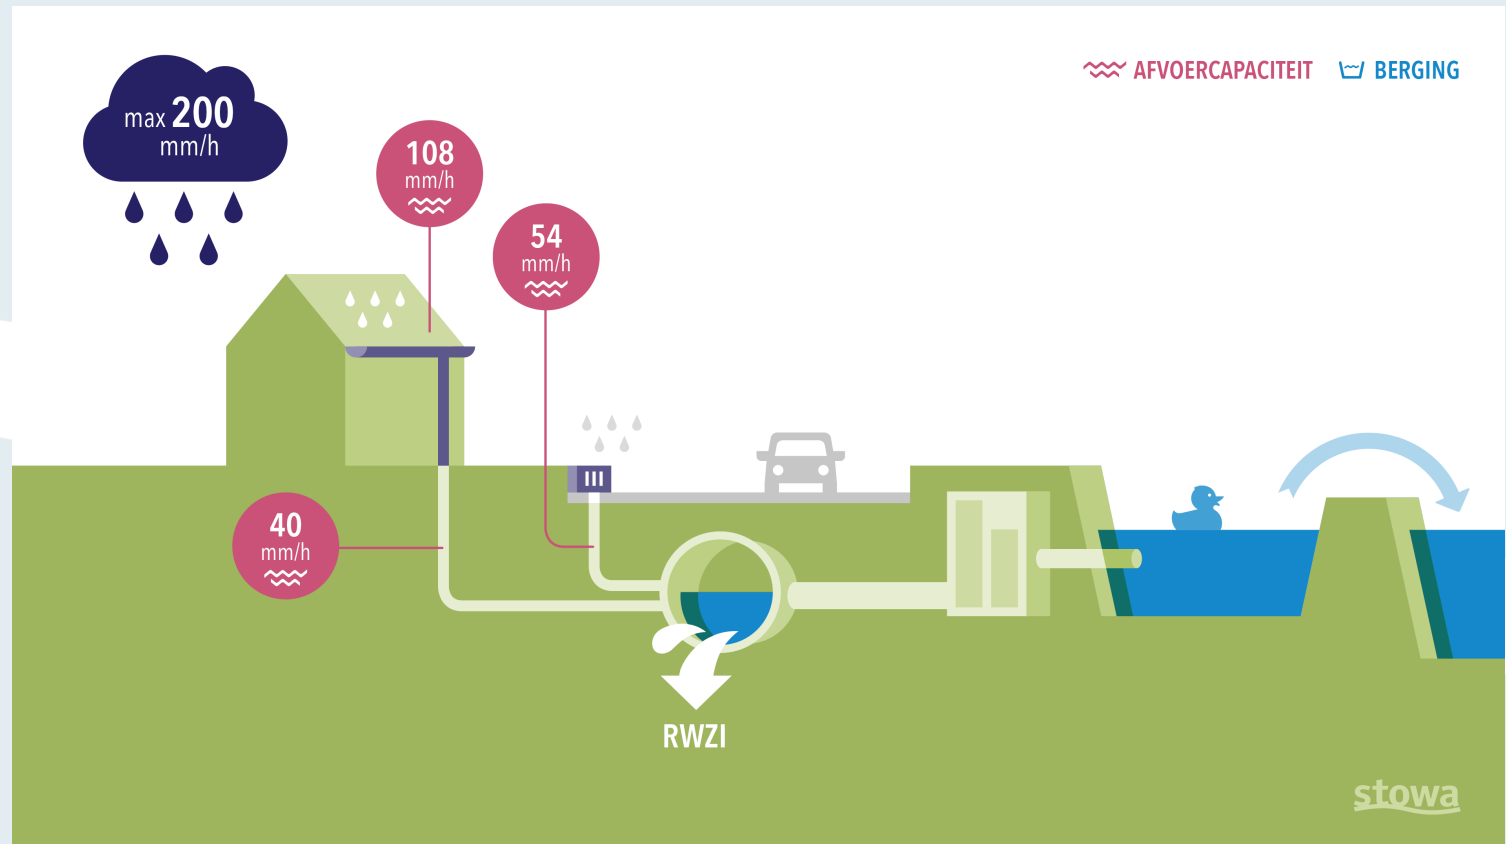 AFVOERCAPACITEIT
BERGING
max 200
mm/h
108
mm/h
54
mm/h
40
mm/h
RWZI
stowa